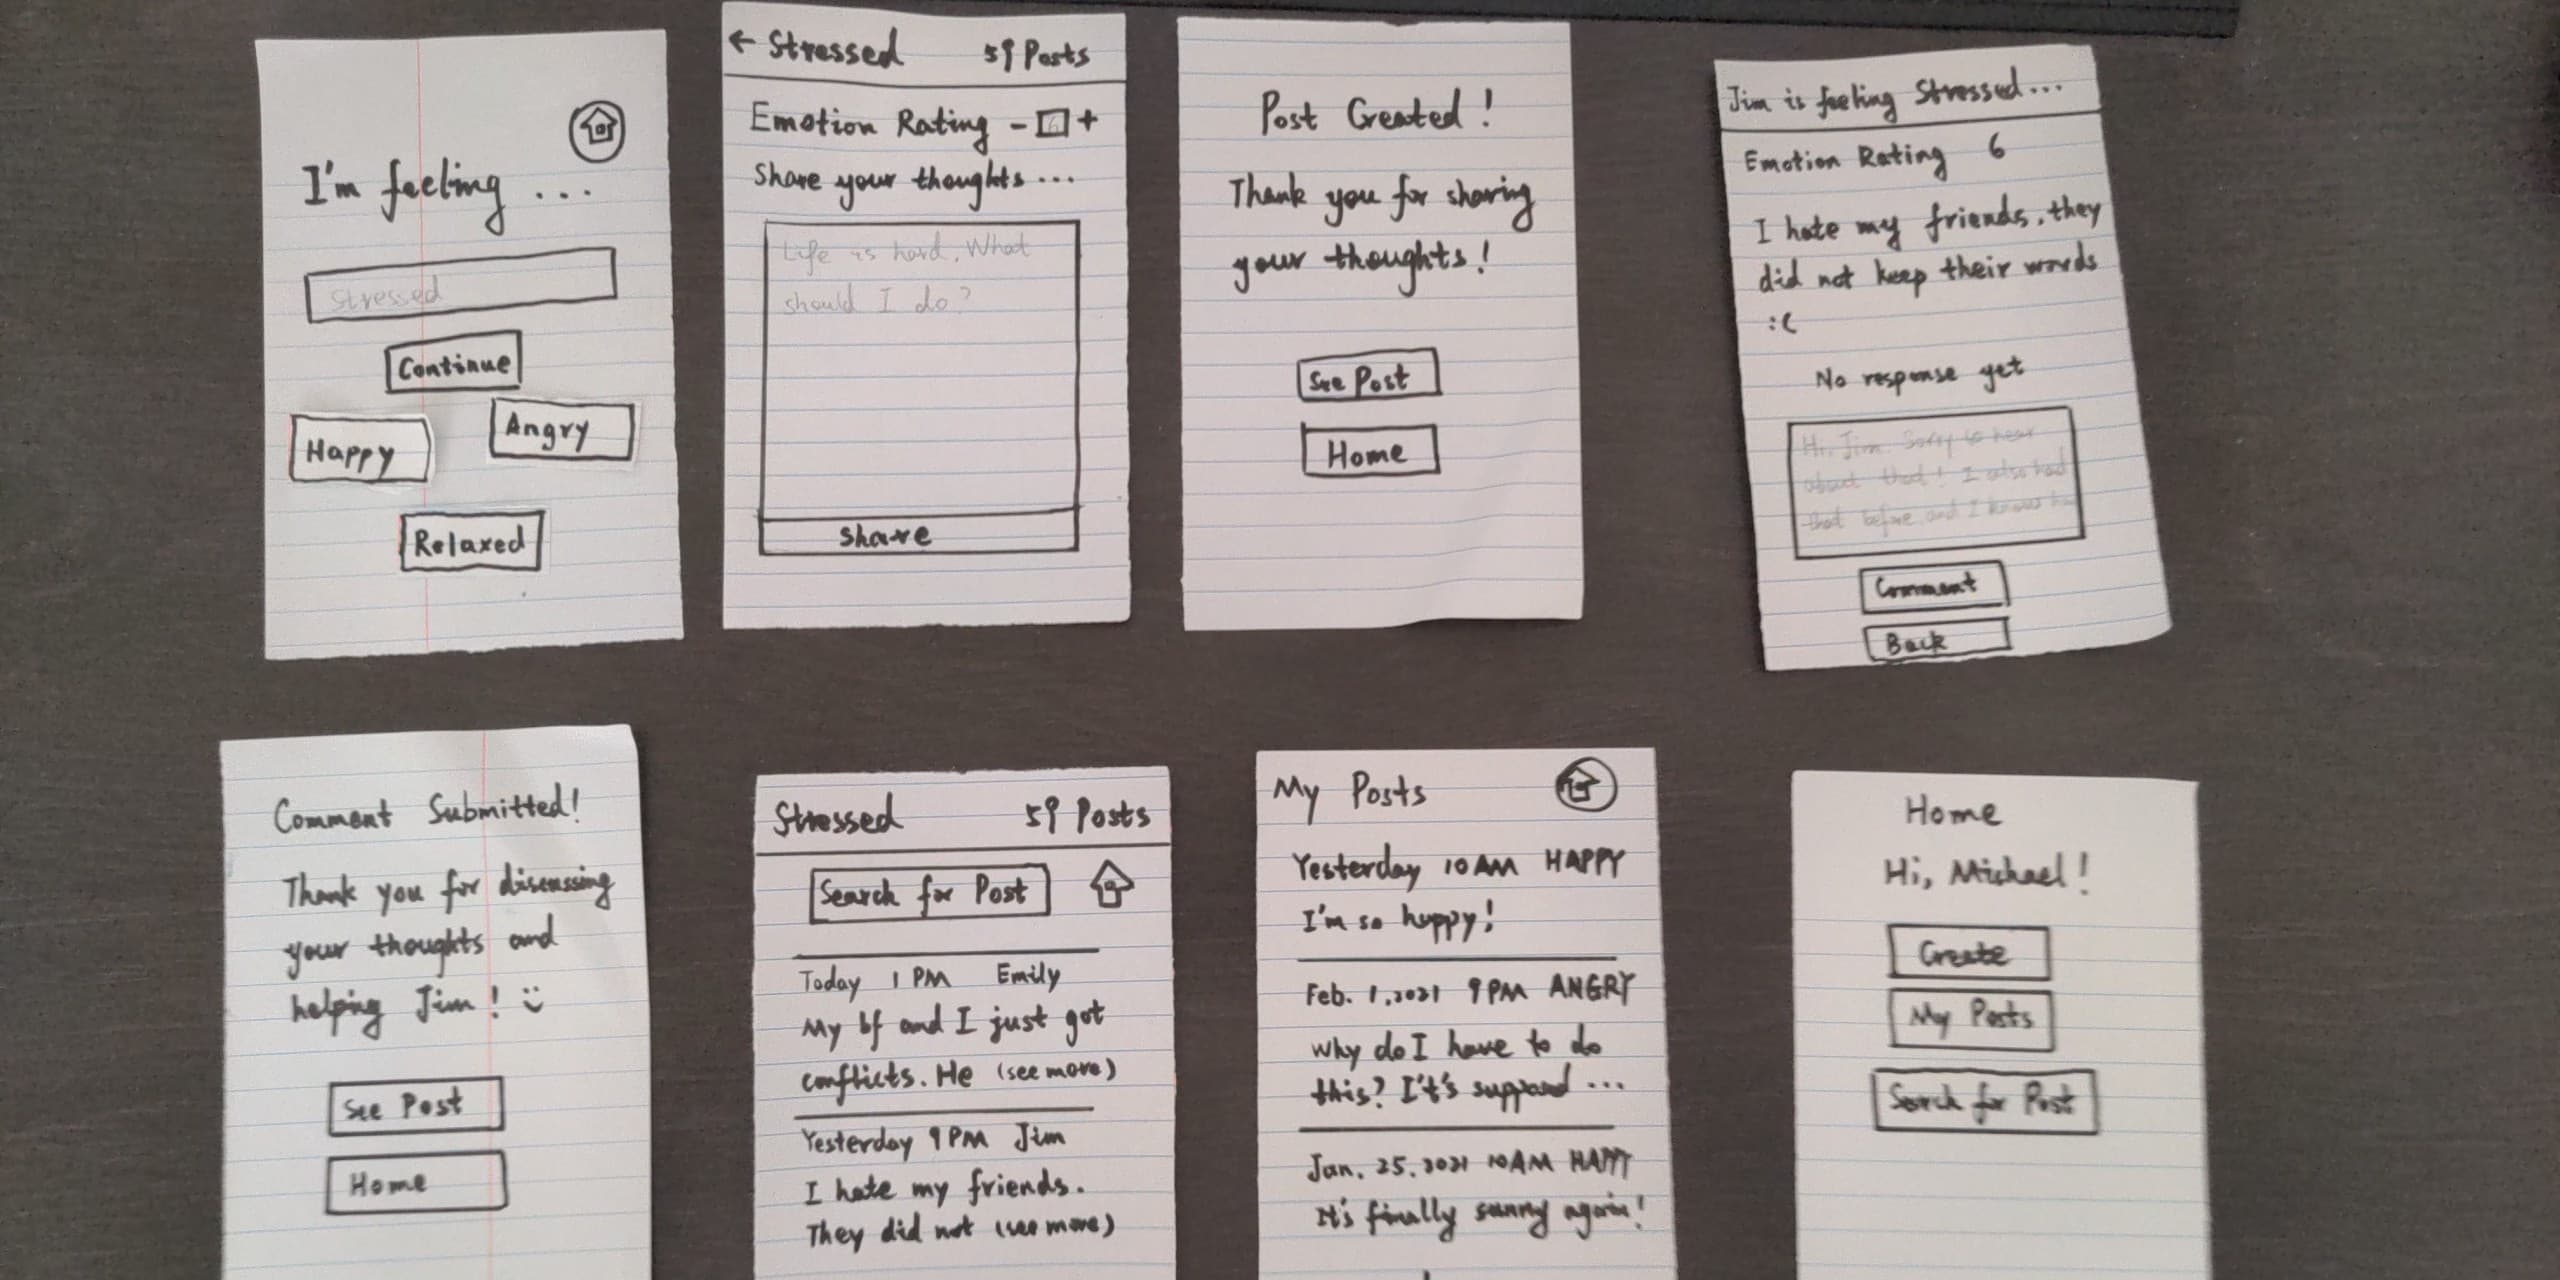 I'm feeling ...
Stressed
Continue
Happy
Angry
Relaxed
← Stressed 59 Posts
Emotion Rating - 6 +
Share your thoughts ...
Life is hard. What
should I do?
share
Post Created!
Thank you for sharing
your thoughts!
See Post
Home
Jim is feeling Stressed...
Emotion Rating 6
I hate my friends, they
did not keep their words
:(
No response yet
Hi, Jim. Sorry to hear
about that! I also had
that before and I know
Comment
Back
Comment Submitted!
Thank you for discussing
your thoughts and
helping Jim! :)
See Post
Home
Stressed 59 Posts
Search for Post
Today 1 PM Emily
My bf and I just got
conflicts. He (see more)
Yesterday 9 PM Jim
I hate my friends.
They did not (see more)
My Posts
Yesterday 10 AM HAPPY
I'm so happy!
Feb. 1, 2021 9 PM ANGRY
Why do I have to do
this? It's ...
Jan. 25, 2021 10 AM HAPPY
It's finally sunny again!
Home
Hi, Michael!
Create
My Posts
Search for Post